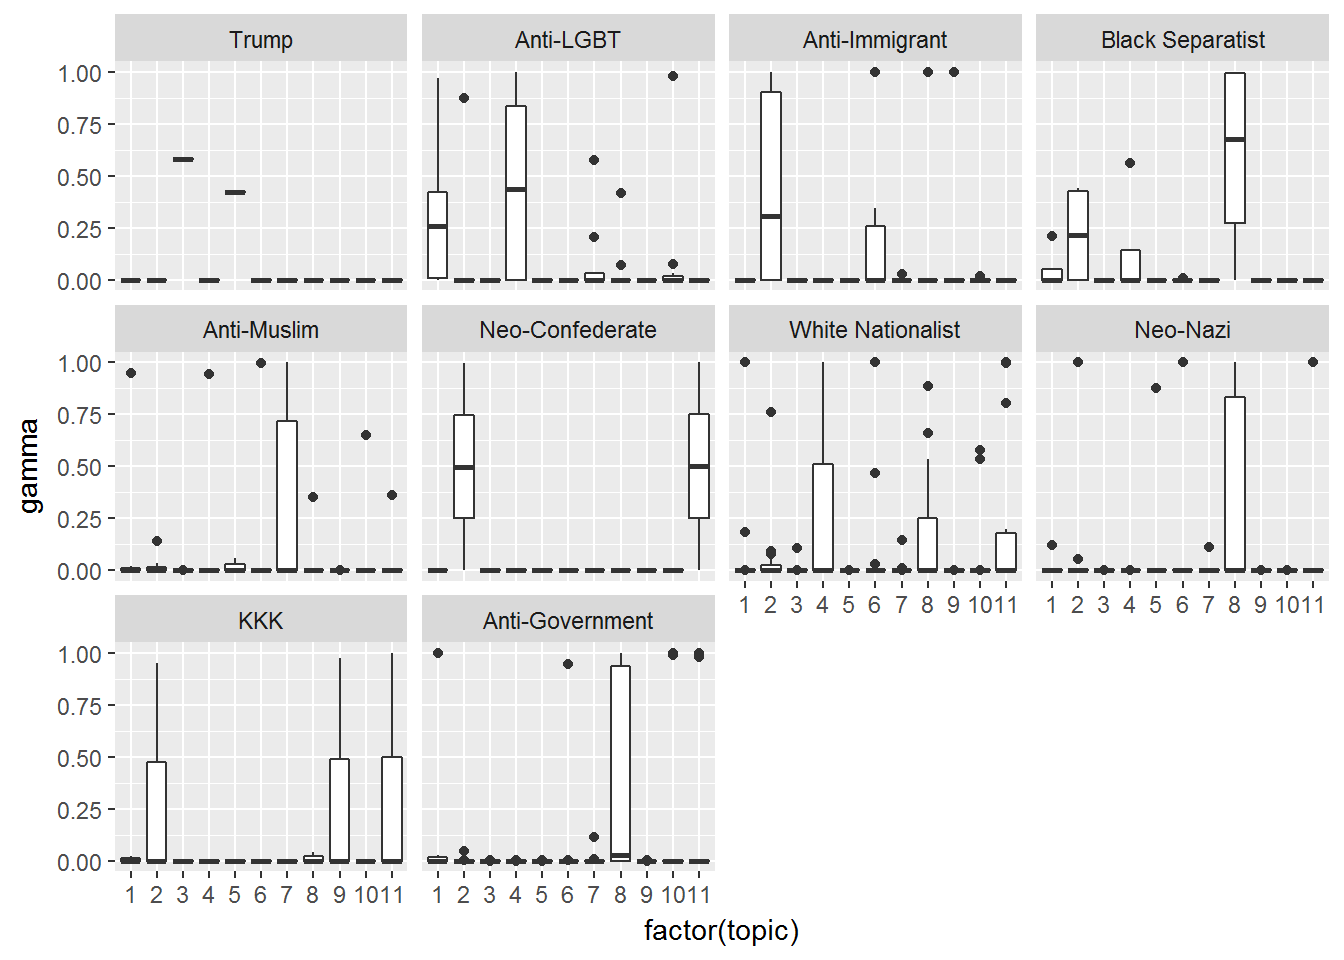 Trump Anti-LGBT Anti-Immigrant Black Separatist
1.00
0.75
0.50
0.25
0.00
Anti-Muslim Neo-Confederate White Nationalist Neo-Nazi
1.00
0.75
0.50
0.25
0.00
1 2 3 4 5 6 7 8 9 10 11 1 2 3 4 5 6 7 8 9 10 11
KKK Anti-Government
1.00
0.75
0.50
0.25
0.00
1 2 3 4 5 6 7 8 9 10 11 1 2 3 4 5 6 7 8 9 10 11
gamma
factor(topic)